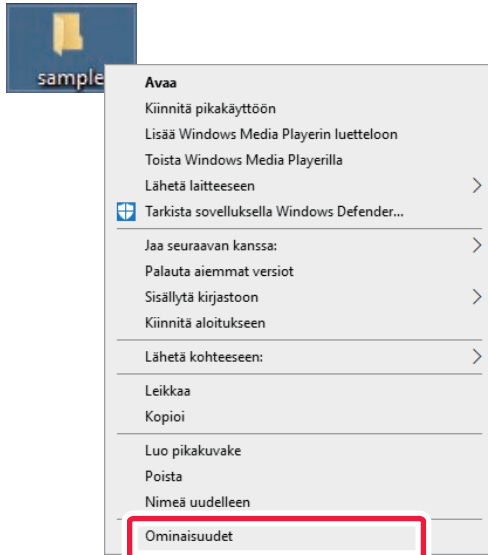 sample
Avaa
Kiinnitä pikakäyttöön
Lisää Windows Media Playerin luetteloon
Toista Windows Media Playerilla
Lähetä laitteeseen
Tarkista sovelluksella Windows Defender...
Jaa seuraavan kanssa:
Palauta aiemmat versiot
Sisällytä kirjastoon
Kiinnitä aloitukseen
Lähetä kohteeseen:
Leikkaa
Kopioi
Luo pikakuvake
Poista
Nimeä uudelleen
Ominaisuudet